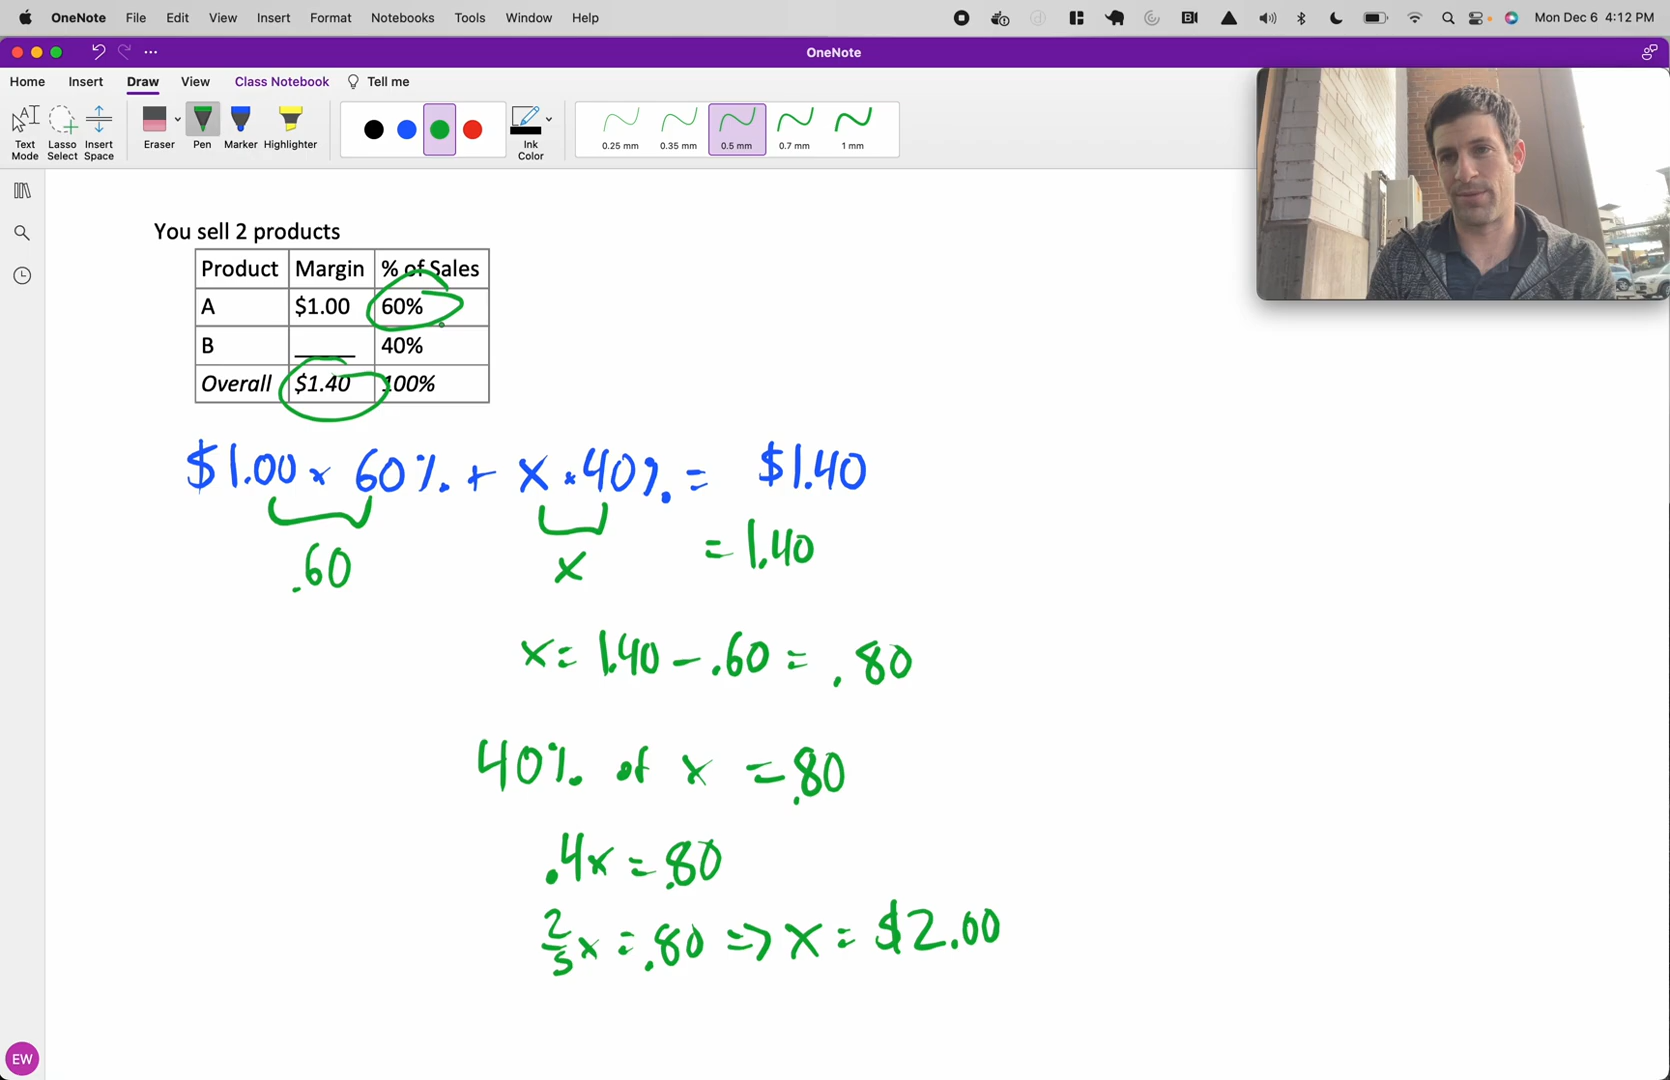 OneNote File Edit View Insert Format Notebooks Tools Window Help Mon Dec 6 4:12 PM
OneNote
Home Insert Draw View Class Notebook Tell me
Text Mode Lasso Select Insert Space Eraser Pen Marker Highlighter Ink Color 0.25 mm 0.35 mm 0.5 mm 0.7 mm 1 mm
You sell 2 products
Product Margin % of Sales
A $1.00 60%
B _____ 40%
Overall $1.40 100%
$1.00 × 60% + x × 40% = $1.40
.60 x = 1.40
x = 1.40 - .60 = .80
40% of x = .80
.4x = .80
2/5 x = .80 => x = $2.00
EW